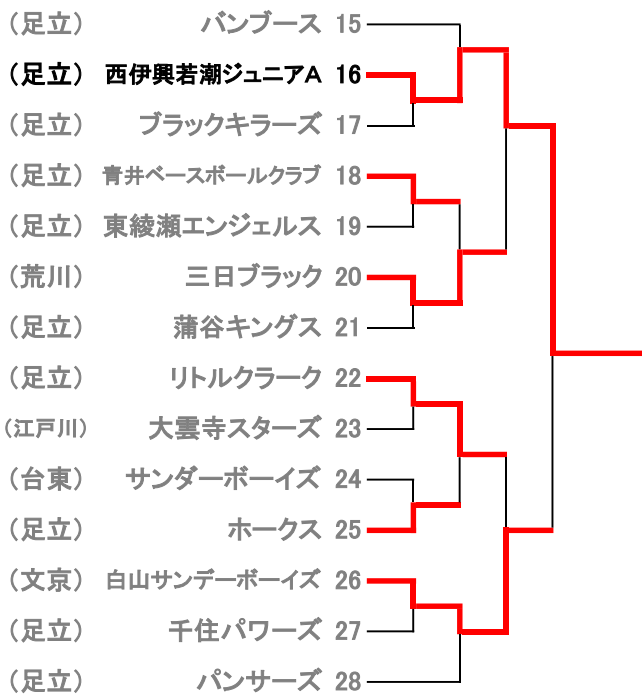 （足立） バンブース 15
（足立） 西伊興若潮ジュニアA 16
（足立） ブラックキラーズ 17
（足立） 青井ベースボールクラブ 18
（足立） 東綾瀬エンジェルス 19
（荒川） 三日ブラック 20
（足立） 蒲谷キングス 21
（足立） リトルクラーク 22
（江戸川） 大雲寺スターズ 23
（台東） サンダーボーイズ 24
（足立） ホークス 25
（文京） 白山サンデーボーイズ 26
（足立） 千住パワーズ 27
（足立） パンサーズ 28